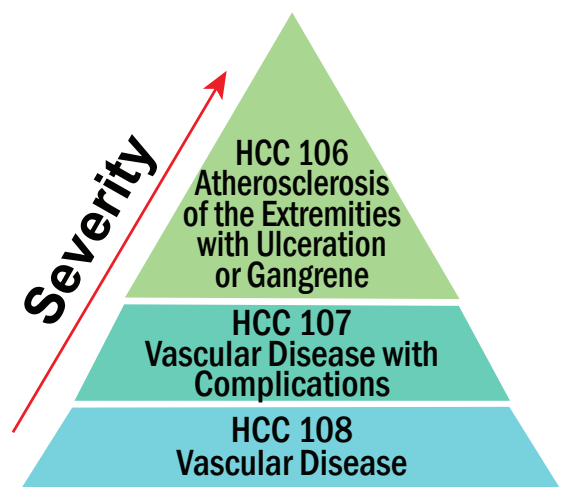 Severity
HCC 106
Atherosclerosis
of the Extremities
with Ulceration
or Gangrene
HCC 107
Vascular Disease with
Complications
HCC 108
Vascular Disease